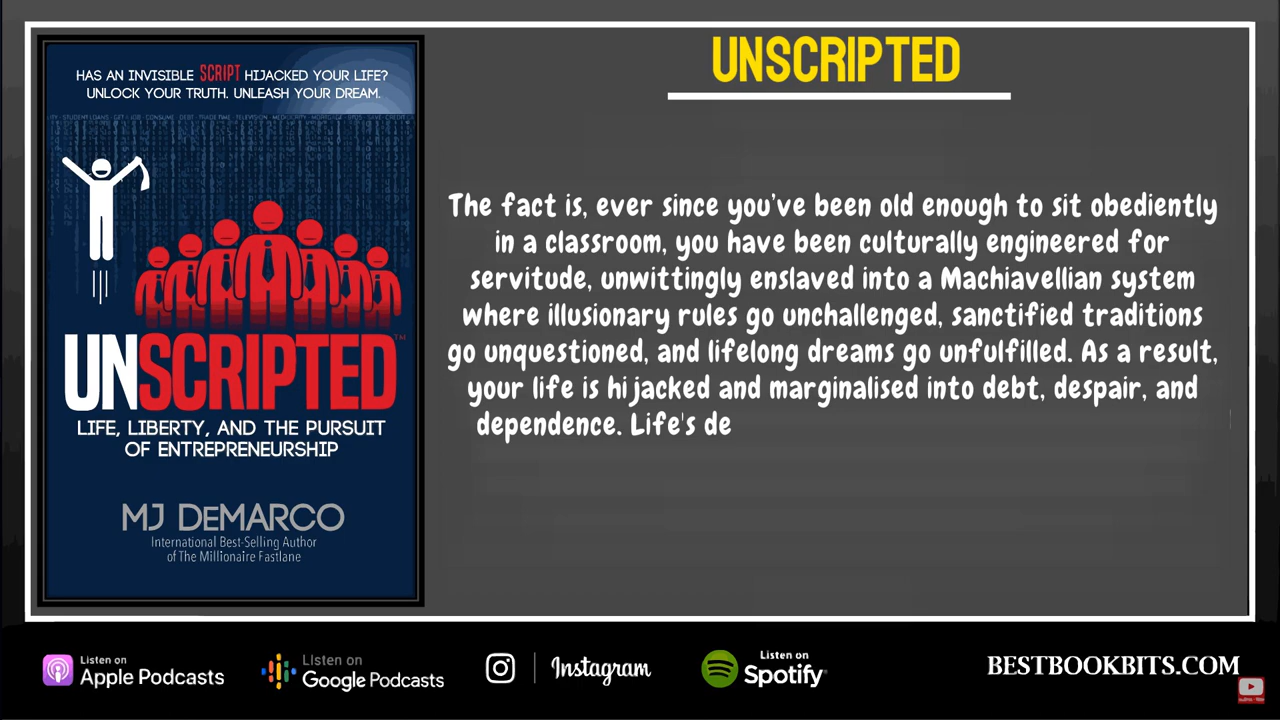 HAS AN INVISIBLE SCRIPT HIJACKED YOUR LIFE?
UNLOCK YOUR TRUTH. UNLEASH YOUR DREAM.
UNSCRIPTED™
LIFE, LIBERTY, AND THE PURSUIT
OF ENTREPRENEURSHIP
MJ DEMARCO
International Best-Selling Author
of The Millionaire Fastlane
UNSCRIPTED
The fact is, ever since you've been old enough to sit obediently
in a classroom, you have been culturally engineered for
servitude, unwittingly enslaved into a Machiavellian system
where illusionary rules go unchallenged, sanctified traditions
go unquestioned, and lifelong dreams go unfulfilled. As a result,
your life is hijacked and marginalised into debt, despair, and
dependence. Life's de
Listen on
Apple Podcasts
Listen on
Google Podcasts
Instagram
Listen on
Spotify
BESTBOOKBITS.COM